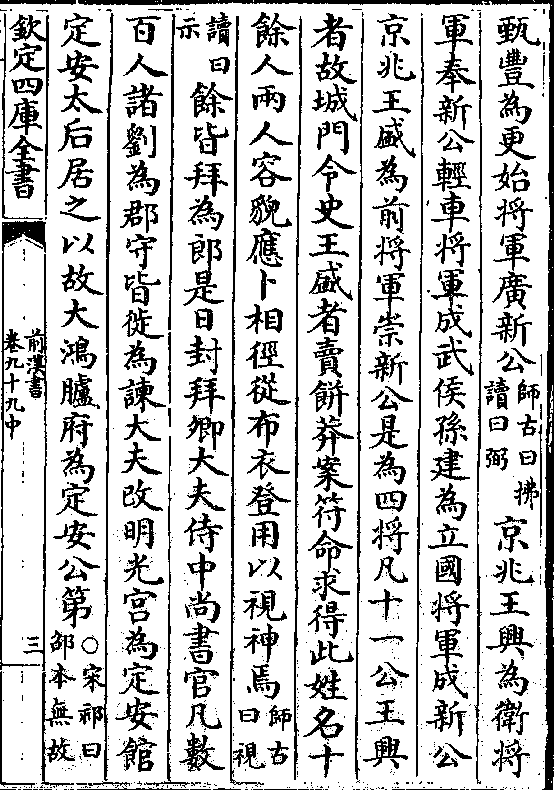 甄豐為更始將軍廣新公師古曰拂讀曰弼京兆王興為衛將
軍奉新公輕車將軍成武侯孫建為立國將軍成新公
京兆王盛為前將軍崇新公是為四將凡十一公王興
者故城門令史王盛者賣餅莽案符命求得此姓名十
餘人兩人容貌應卜相徑從布衣登用以視神焉師古曰視
讀曰示餘皆拜為郎是日封拜卿大夫侍中尚書官凡數
百人諸劉為郡守皆徙為諫大夫改明光宮為定安館
定安太后居之以故大鴻臚府為定安公第○宋祁曰邵本無故
欽定四庫全書
前漢書
卷九十九中
三